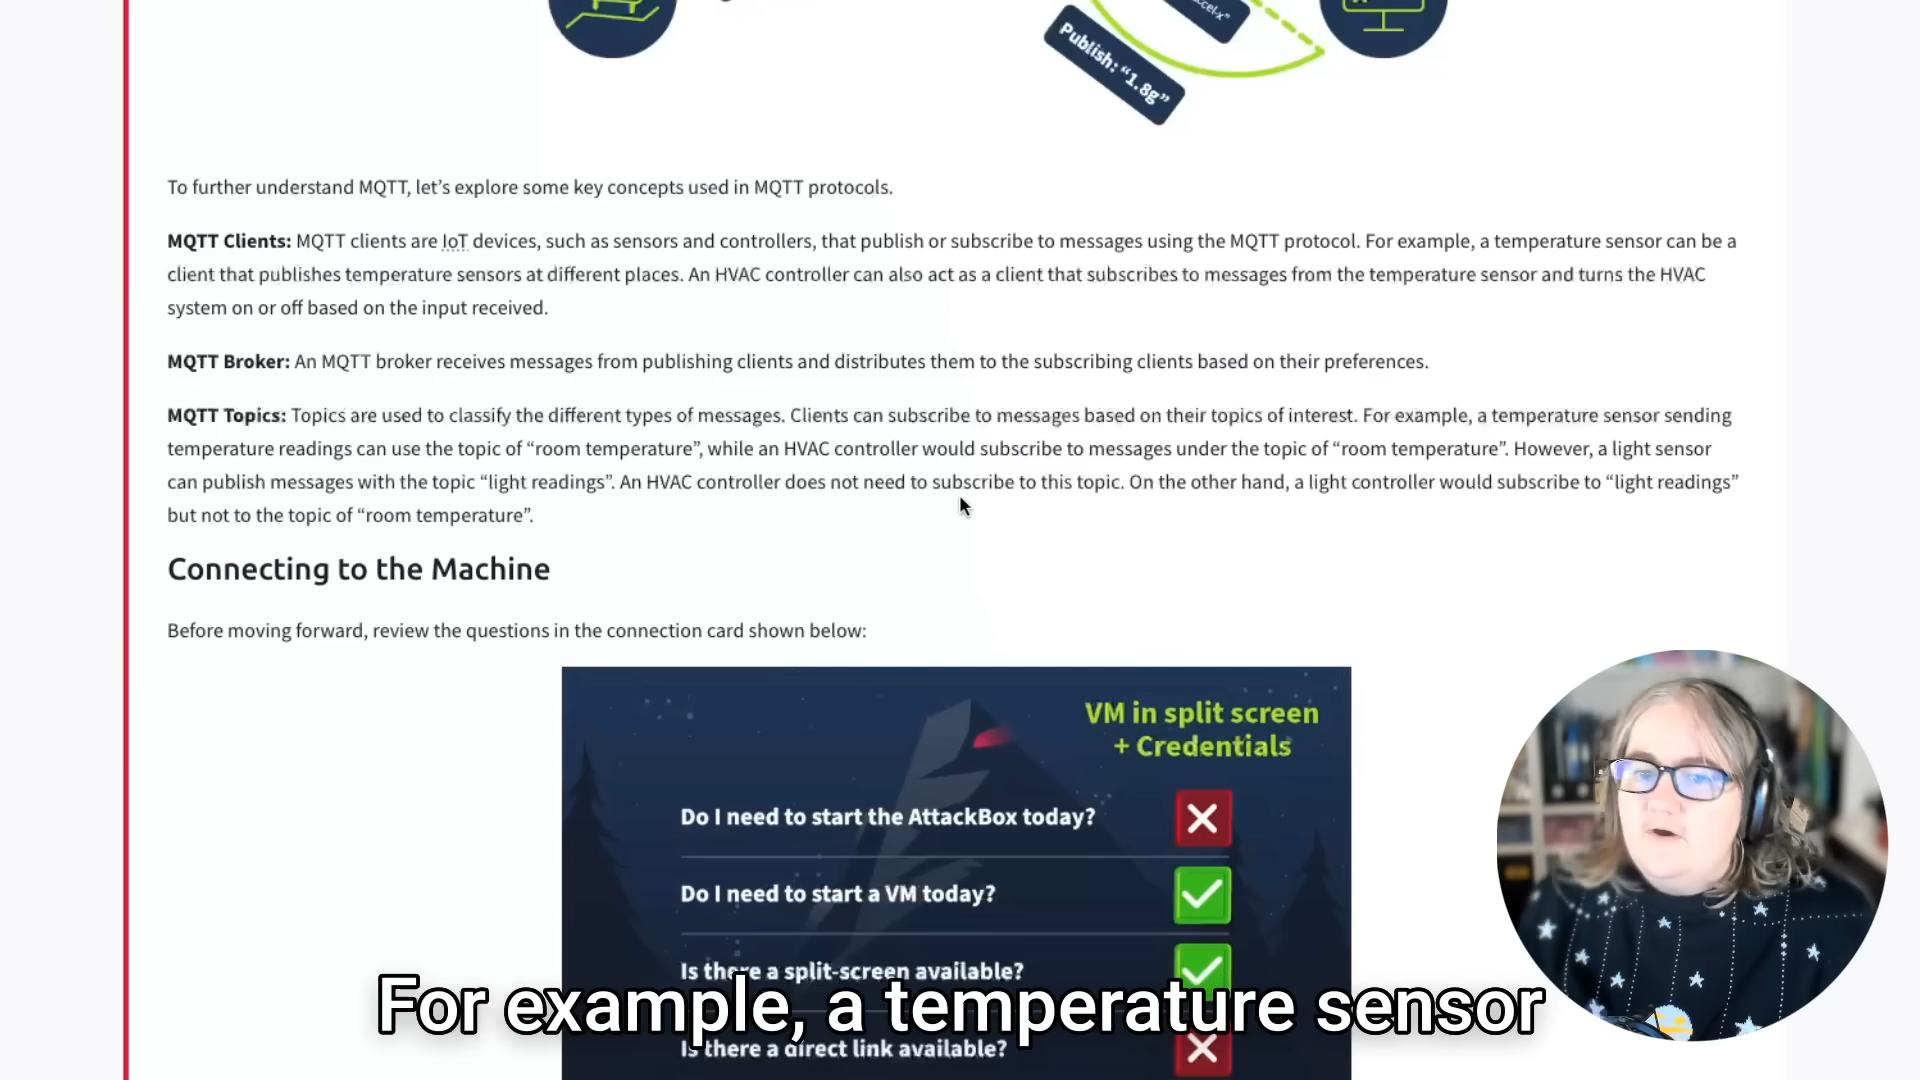 Publish: “1.8g”
To further understand MQTT, let’s explore some key concepts used in MQTT protocols.
MQTT Clients: MQTT clients are IoT devices, such as sensors and controllers, that publish or subscribe to messages using the MQTT protocol. For example, a temperature sensor can be a
client that publishes temperature sensors at different places. An HVAC controller can also act as a client that subscribes to messages from the temperature sensor and turns the HVAC
system on or off based on the input received.
MQTT Broker: An MQTT broker receives messages from publishing clients and distributes them to the subscribing clients based on their preferences.
MQTT Topics: Topics are used to classify the different types of messages. Clients can subscribe to messages based on their topics of interest. For example, a temperature sensor sending
temperature readings can use the topic of “room temperature”, while an HVAC controller would subscribe to messages under the topic of “room temperature”. However, a light sensor
can publish messages with the topic “light readings”. An HVAC controller does not need to subscribe to this topic. On the other hand, a light controller would subscribe to “light readings”
but not to the topic of “room temperature”.
Connecting to the Machine
Before moving forward, review the questions in the connection card shown below:
VM in split screen
+ Credentials
Do I need to start the AttackBox today?
Do I need to start a VM today?
Is there a split-screen available?
For example, a temperature sensor
Is there a direct link available?